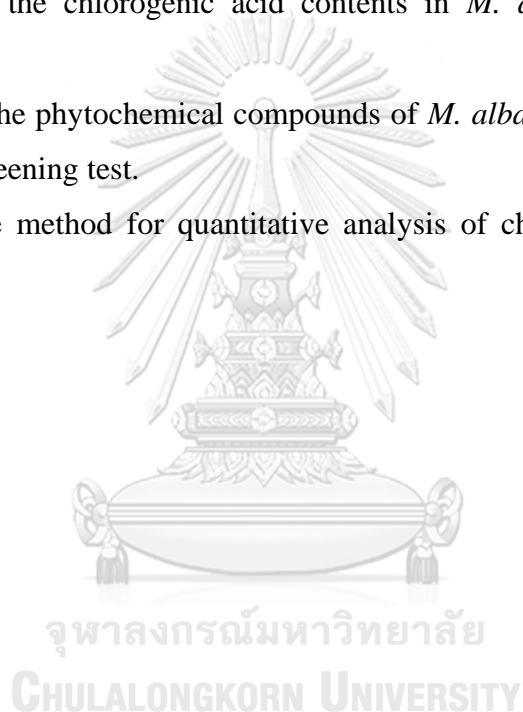 the chlorogenic acid contents in M. a
he phytochemical compounds of M. alba
eening test.
e method for quantitative analysis of ch
จุฬาลงกรณ์มหาวิทยาลัย
CHULALONGKORN UNIVERSITY